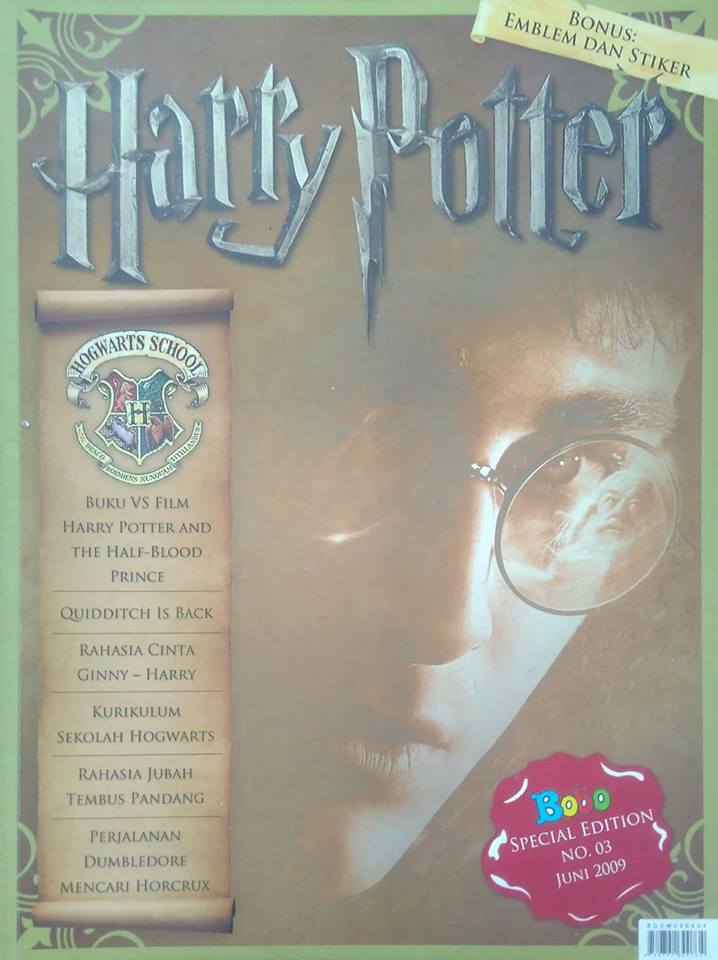 BONUS:
EMBLEM DAN STIKER
Harry Potter
HOGWARTS SCHOOL
H
DRACO DORMIENS NUNQUAM TITILLANDUS
BUKU VS FILM
HARRY POTTER AND
THE HALF-BLOOD
PRINCE
QUIDDITCH IS BACK
RAHASIA CINTA
GINNY – HARRY
KURIKULUM
SEKOLAH HOGWARTS
RAHASIA JUBAH
TEMBUS PANDANG
PERJALANAN
DUMBLEDORE
MENCARI HORCRUX
BOBO
SPECIAL EDITION
NO. 03
JUNI 2009